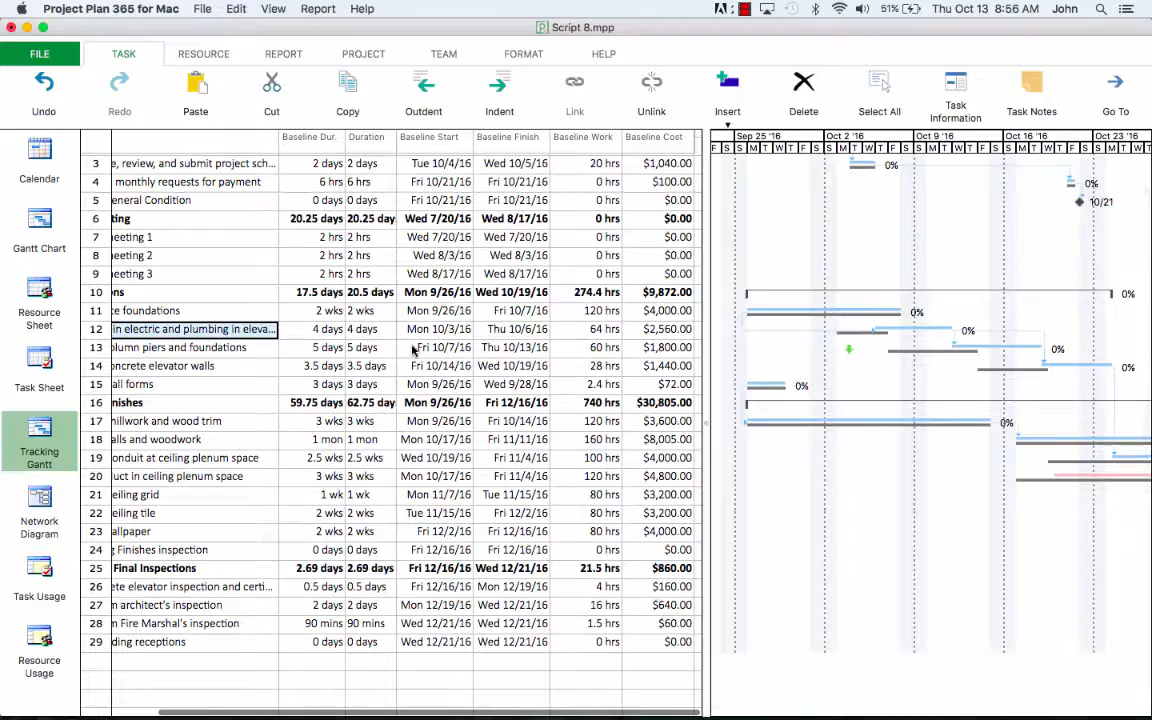 Project Plan 365 for Mac File Edit View Report Help 51% Thu Oct 13 8:56 AM John
Script 8.mpp
FILE TASK RESOURCE REPORT PROJECT TEAM FORMAT HELP
Undo Redo Paste Cut Copy Outdent Indent Link Unlink Insert Delete Select All Task Information Task Notes Go To
Calendar
Gantt Chart
Resource Sheet
Task Sheet
Tracking Gantt
Network Diagram
Task Usage
Resource Usage
Baseline Dur. Duration Baseline Start Baseline Finish Baseline Work Baseline Cost
3 e, review, and submit project sch... 2 days 2 days Tue 10/4/16 Wed 10/5/16 20 hrs $1,040.00
4 monthly requests for payment 6 hrs 6 hrs Fri 10/21/16 Fri 10/21/16 0 hrs $100.00
5 eneral Condition 0 days 0 days Fri 10/21/16 Fri 10/21/16 0 hrs $0.00
6 ting 20.25 days 20.25 day Wed 7/20/16 Wed 8/17/16 0 hrs $0.00
7 eeting 1 2 hrs 2 hrs Wed 7/20/16 Wed 7/20/16 0 hrs $0.00
8 eeting 2 2 hrs 2 hrs Wed 8/3/16 Wed 8/3/16 0 hrs $0.00
9 eeting 3 2 hrs 2 hrs Wed 8/17/16 Wed 8/17/16 0 hrs $0.00
10 ons 17.5 days 20.5 days Mon 9/26/16 Wed 10/19/16 274.4 hrs $9,872.00
11 e foundations 2 wks 2 wks Mon 9/26/16 Fri 10/7/16 120 hrs $4,000.00
12 in electric and plumbing in eleva... 4 days 4 days Mon 10/3/16 Thu 10/6/16 64 hrs $2,560.00
13 olumn piers and foundations 5 days 5 days Fri 10/7/16 Thu 10/13/16 60 hrs $1,800.00
14 concrete elevator walls 3.5 days 3.5 days Fri 10/14/16 Wed 10/19/16 28 hrs $1,440.00
15 all forms 3 days 3 days Mon 9/26/16 Wed 9/28/16 2.4 hrs $72.00
16 nishes 59.75 days 62.75 day Mon 9/26/16 Fri 12/16/16 740 hrs $30,805.00
17 hillwork and wood trim 3 wks 3 wks Mon 9/26/16 Fri 10/14/16 120 hrs $3,600.00
18 alls and woodwork 1 mon 1 mon Mon 10/17/16 Fri 11/11/16 160 hrs $8,005.00
19 onduit at ceiling plenum space 2.5 wks 2.5 wks Wed 10/19/16 Fri 11/4/16 100 hrs $4,000.00
20 uct in ceiling plenum space 3 wks 3 wks Mon 10/17/16 Fri 11/4/16 120 hrs $4,800.00
21 eiling grid 1 wk 1 wk Mon 11/7/16 Tue 11/15/16 80 hrs $3,200.00
22 eiling tile 2 wks 2 wks Tue 11/15/16 Fri 12/2/16 80 hrs $3,200.00
23 allpaper 2 wks 2 wks Fri 12/2/16 Fri 12/16/16 80 hrs $4,000.00
24 g Finishes inspection 0 days 0 days Fri 12/16/16 Fri 12/16/16 0 hrs $0.00
25 Final Inspections 2.69 days 2.69 days Fri 12/16/16 Wed 12/21/16 21.5 hrs $860.00
26 te elevator inspection and certi... 0.5 days 0.5 days Fri 12/16/16 Mon 12/19/16 4 hrs $160.00
27 m architect's inspection 2 days 2 days Mon 12/19/16 Wed 12/21/16 16 hrs $640.00
28 m Fire Marshal's inspection 90 mins 90 mins Wed 12/21/16 Wed 12/21/16 1.5 hrs $60.00
29 ding receptions 0 days 0 days Wed 12/21/16 Wed 12/21/16 0 hrs $0.00
Sep 25 '16 Oct 2 '16 Oct 9 '16 Oct 16 '16 Oct 23 '16
F S S M T W T F S S M T W T F S S M T W T F S S M T W T F S S M T W T
0%
0%
10/21
0%
0%
0%
0%
0%
0%
0%